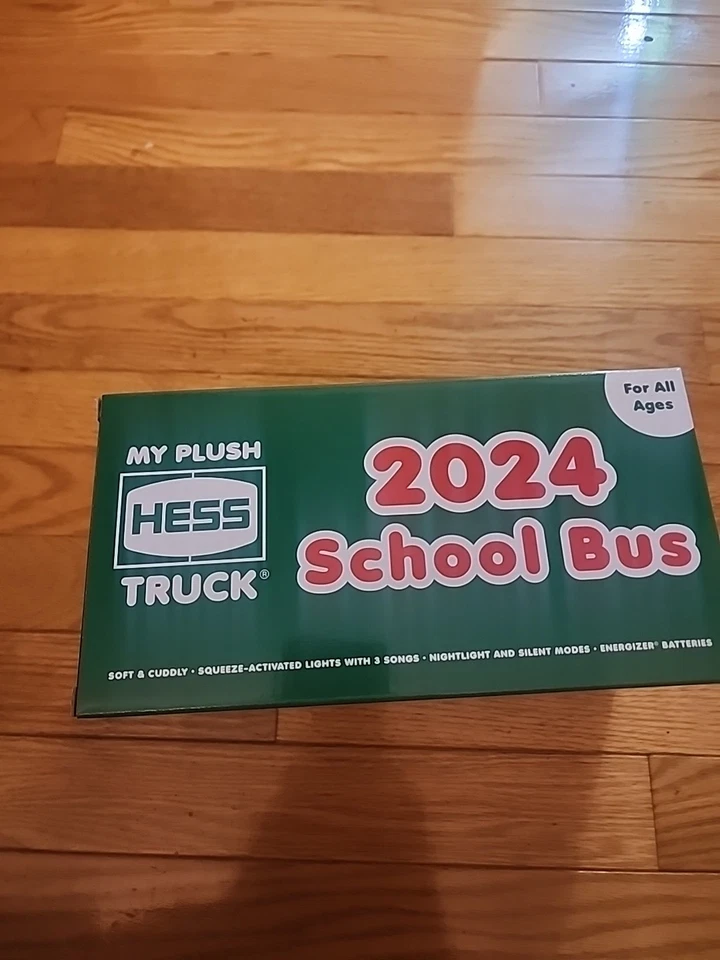 For All
Ages
MY PLUSH
HESS
TRUCK®
2024
School Bus
SOFT & CUDDLY • SQUEEZE-ACTIVATED LIGHTS WITH 3 SONGS • NIGHTLIGHT AND SILENT MODES • ENERGIZER® BATTERIES